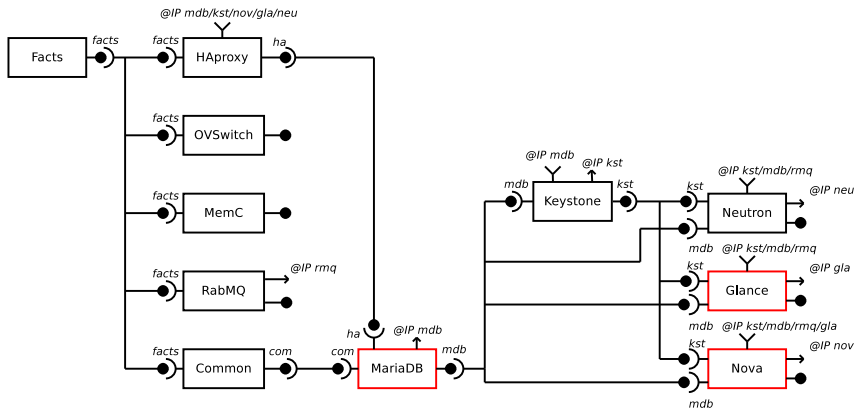 @IP mdb/kst/nov/gla/neu
facts
facts
ha
Facts
HAproxy
facts
OVSwitch
@IP mdb
@IP kst
@IP kst/mdb/rmq
facts
mdb
kst
kst
@IP neu
MemC
Keystone
Neutron
mdb
@IP kst/mdb/rmq
facts
@IP rmq
kst
@IP gla
RabMQ
Glance
ha
@IP mdb
mdb
@IP kst/mdb/rmq/gla
facts
com
com
mdb
kst
@IP nov
Common
MariaDB
Nova
mdb